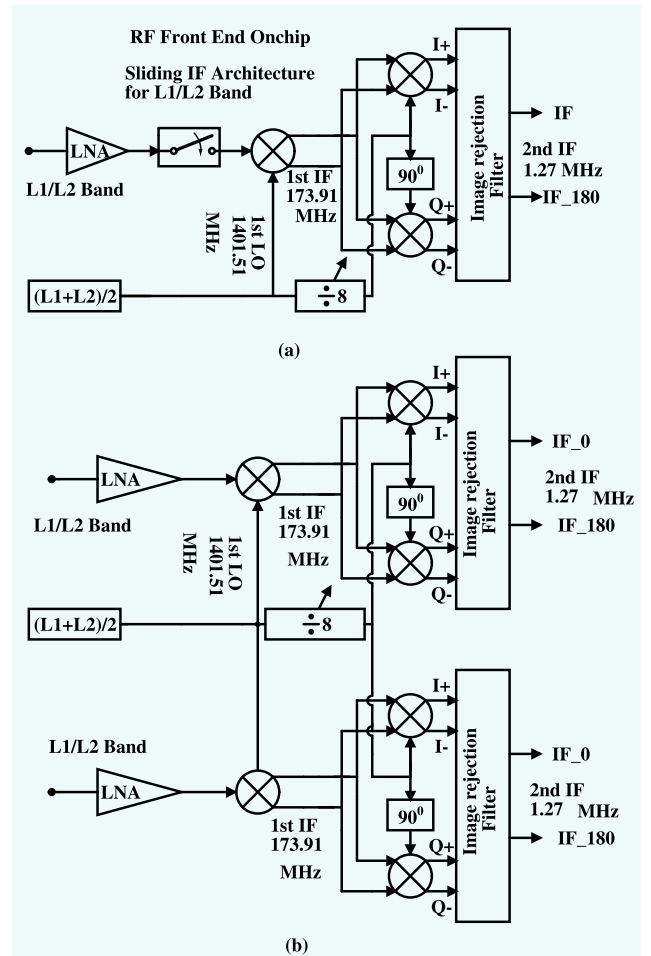 RF Front End Onchip
Sliding IF Architecture
for L1/L2 Band
LNA
L1/L2 Band
1st IF
173.91
MHz
1st LO
1401.51
MHz
(L1+L2)/2
÷8
90⁰
I+
I-
Q+
Q-
Image rejection
Filter
IF
2nd IF
1.27 MHz
IF_180
(a)
LNA
L1/L2 Band
1st IF
173.91
MHz
1st LO
1401.51
MHz
(L1+L2)/2
÷8
90⁰
I+
I-
Q+
Q-
Image rejection
Filter
IF_0
2nd IF
1.27 MHz
IF_180
L1/L2 Band
LNA
1st IF
173.91
MHz
90⁰
I+
I-
Q+
Q-
Image rejection
Filter
IF_0
2nd IF
1.27 MHz
IF_180
(b)